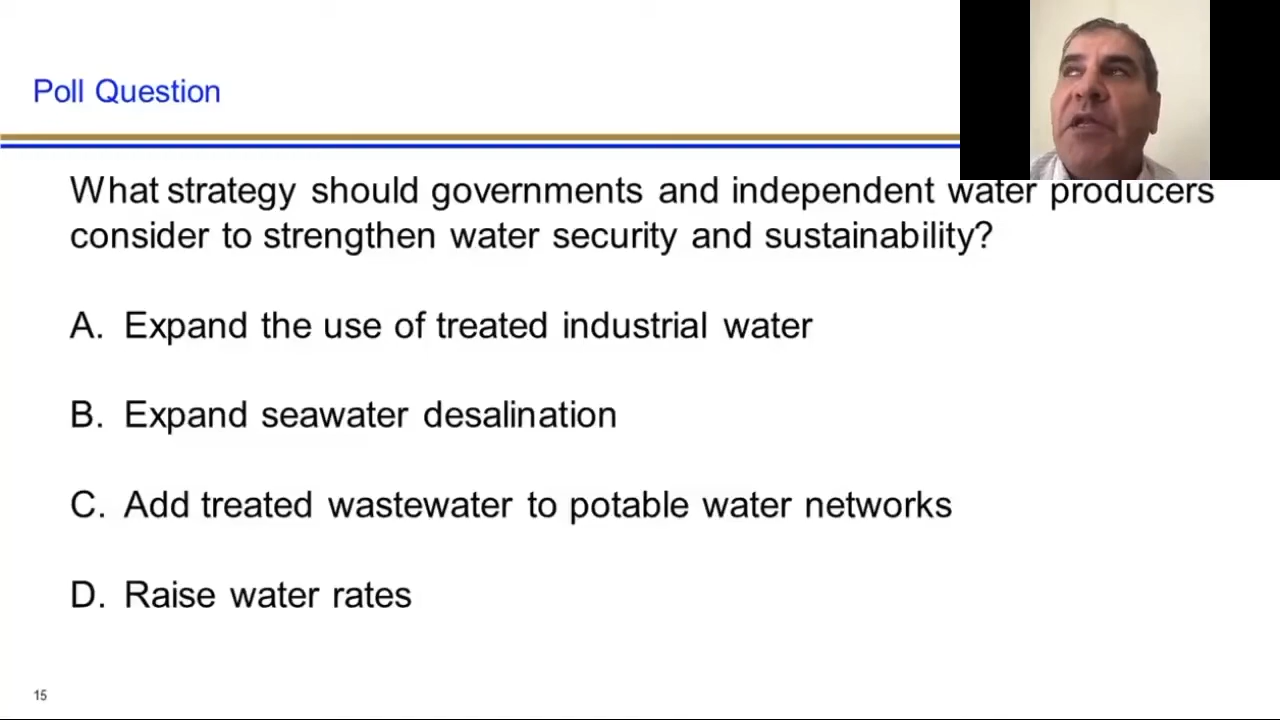 Poll Question
What strategy should governments and independent water producers
consider to strengthen water security and sustainability?
A. Expand the use of treated industrial water
B. Expand seawater desalination
C. Add treated wastewater to potable water networks
D. Raise water rates
15